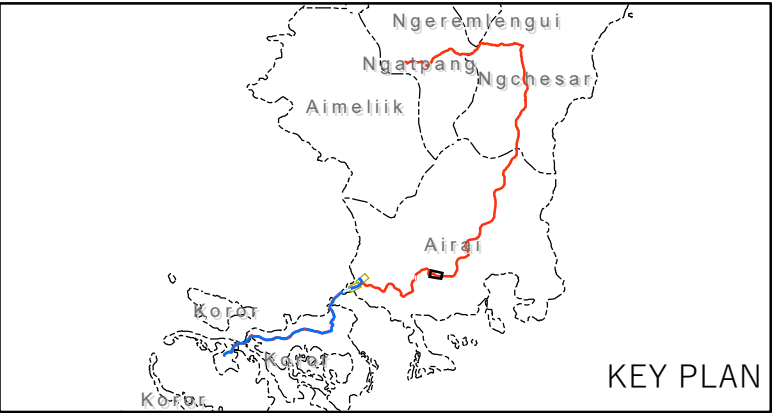 Ngeremlengui
Ngatpang
Ngchesar
Aimeliik
Airai
Koror
Koror
KEY PLAN
Koror